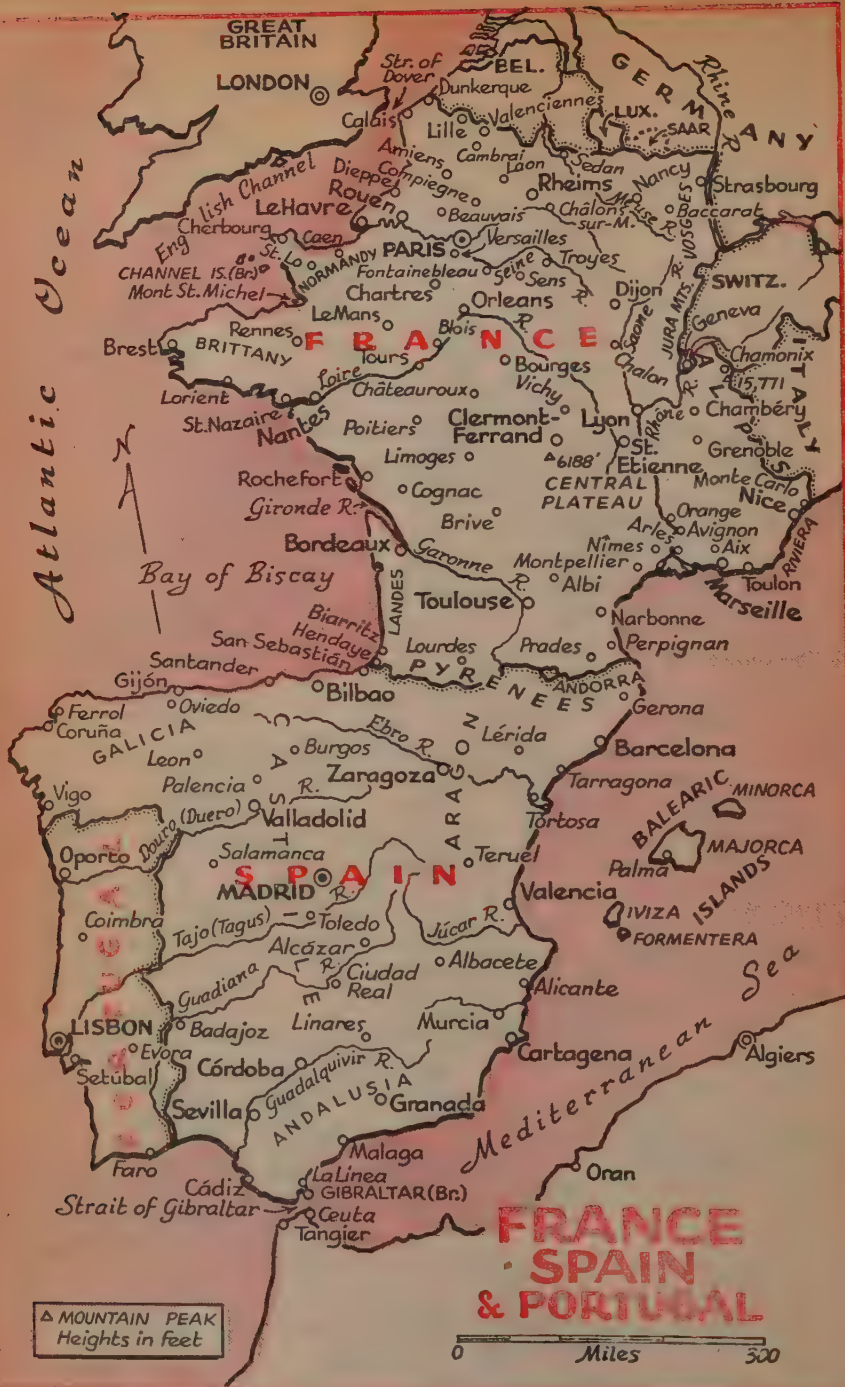 GREAT
BRITAIN
LONDON
Str. of
Dover
BEL.
GERMANY
Rhine R.
Dunkerque
Calais
Lille
Valenciennes
LUX.
SAAR
Atlantic Ocean
English Channel
Amiens
Cambrai
Laon
Sedan
Dieppe
Compiegne
Rheims
Nancy
Meuse R.
VOSGES
Strasbourg
Rouen
LeHavre
Beauvais
Châlons
sur-M.
Baccarat
Cherbourg
Caen
St. Lo
NORMANDY
PARIS
Versailles
CHANNEL IS.(Br)
Fontainebleau
Seine R.
Troyes
Sens
SWITZ.
Mont St. Michel
Chartres
Orleans
Dijon
LeMans
Saone R.
JURA MTS.
Geneva
ITALY
Brest
Rennes
BRITTANY
FRANCE
Blois
Tours
Bourges
Chalon
ALPS
Chamonix
15,771
Lorient
Loire R.
Châteauroux
Vichy
St. Nazaire
Nantes
Poitiers
Clermont-
Ferrand
Lyon
Rhône R.
Chambéry
N
Limoges
6188'
St.
Etienne
Grenoble
Rochefort
Cognac
CENTRAL
PLATEAU
Monte Carlo
Nice
Gironde R.
Brive
Orange
Avignon
Arles
Nîmes
Aix
RIVIERA
Bordeaux
Garonne R.
Montpellier
Albi
Toulon
Marseille
Bay of Biscay
LANDES
Toulouse
Narbonne
Biarritz
Hendaye
San Sebastián
Lourdes
Prades
Perpignan
Santander
Gijón
PYRENEES
ANDORRA
Bilbao
Gerona
Ferrol
Coruña
Oviedo
GALICIA
Leon
CASTILE
Burgos
Ebro R.
ARAGON
Lérida
Barcelona
Palencia
R.
Zaragoza
Tarragona
Vigo
Douro (Duero)
Valladolid
Tortosa
BALEARIC ISLANDS
MINORCA
MAJORCA
Palma
Oporto
Salamanca
Teruel
SPAIN
MADRID
R.
Valencia
IVIZA
FORMENTERA
PORTUGAL
Coimbra
Tajo (Tagus)
Toledo
Júcar R.
Alcázar
Albacete
Guadiana R.
Ciudad
Real
Alicante
LISBON
Badajoz
Linares
Murcia
Evora
Setúbal
Córdoba
Cartagena
Mediterranean Sea
Algiers
Guadalquivir R.
Sevilla
ANDALUSIA
Granada
Malaga
Faro
Cádiz
La Linea
GIBRALTAR (Br.)
Oran
Strait of Gibraltar
Ceuta
Tangier
FRANCE
SPAIN
& PORTUGAL
MOUNTAIN PEAK
Heights in feet
0 Miles 300